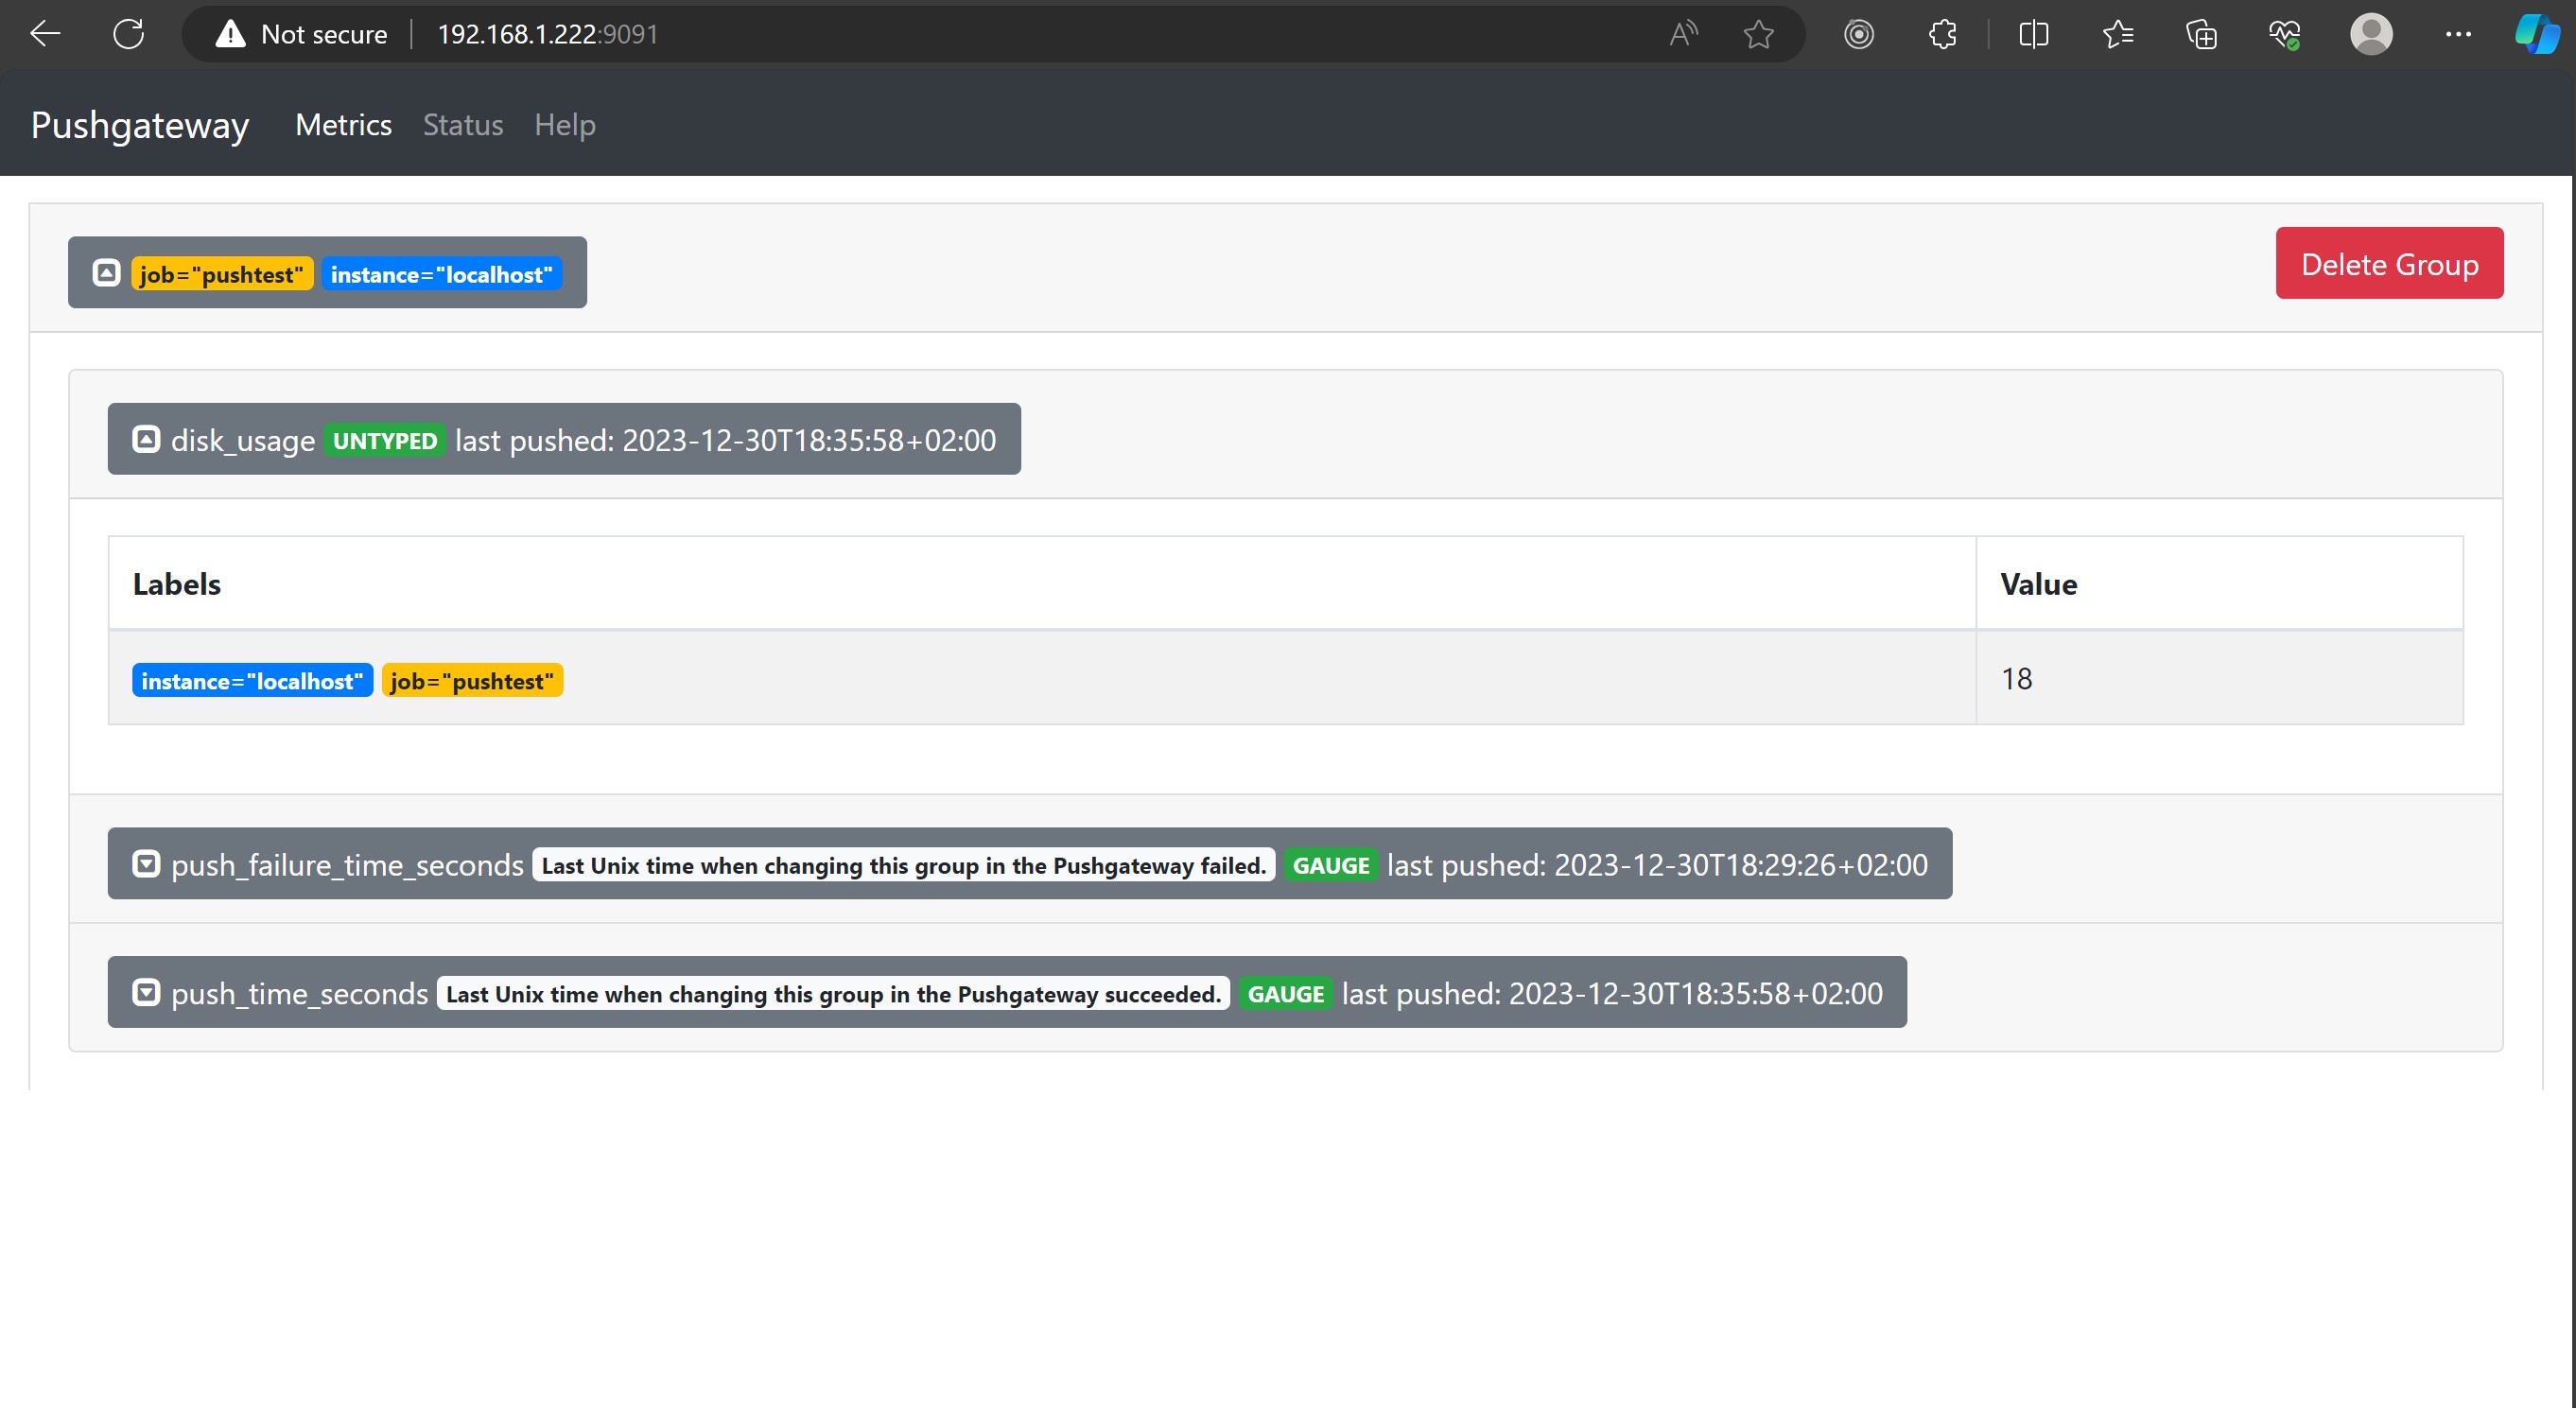 Not secure 192.168.1.222:9091
Pushgateway Metrics Status Help
job="pushtest" instance="localhost" Delete Group
disk_usage UNTYPED last pushed: 2023-12-30T18:35:58+02:00
Labels Value
instance="localhost" job="pushtest" 18
push_failure_time_seconds Last Unix time when changing this group in the Pushgateway failed. GAUGE last pushed: 2023-12-30T18:29:26+02:00
push_time_seconds Last Unix time when changing this group in the Pushgateway succeeded. GAUGE last pushed: 2023-12-30T18:35:58+02:00